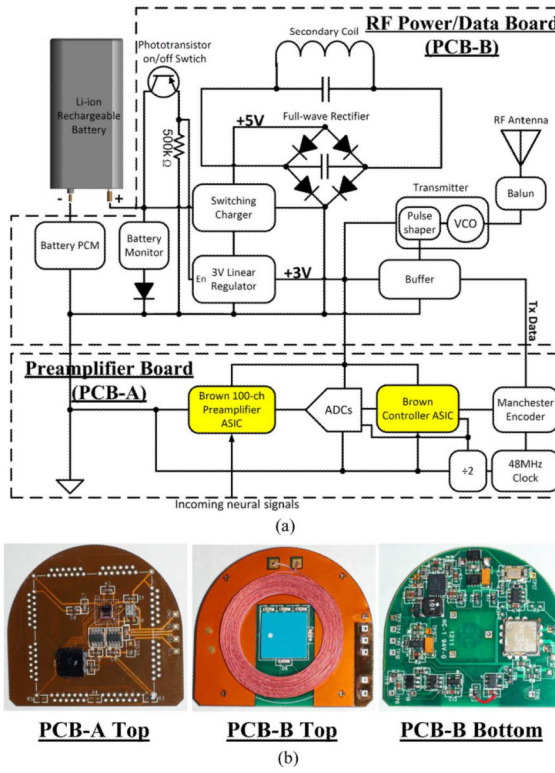 RF Power/Data Board
(PCB-B)
Phototransistor
on/off Swtich
Secondary Coil
Li-ion
Rechargeable
Battery
500kΩ
+5V
Full-wave Rectifier
RF Antenna
- +
Switching
Charger
Transmitter
Pulse
shaper
VCO
Balun
Battery PCM
Battery
Monitor
En
3V Linear
Regulator
+3V
Buffer
Tx Data
Preamplifier Board
(PCB-A)
Brown 100-ch
Preamplifier
ASIC
ADCs
Brown
Controller ASIC
Manchester
Encoder
÷2
48MHz
Clock
Incoming neural signals
(a)
PCB-A Top
PCB-B Top
PCB-B Bottom
(b)